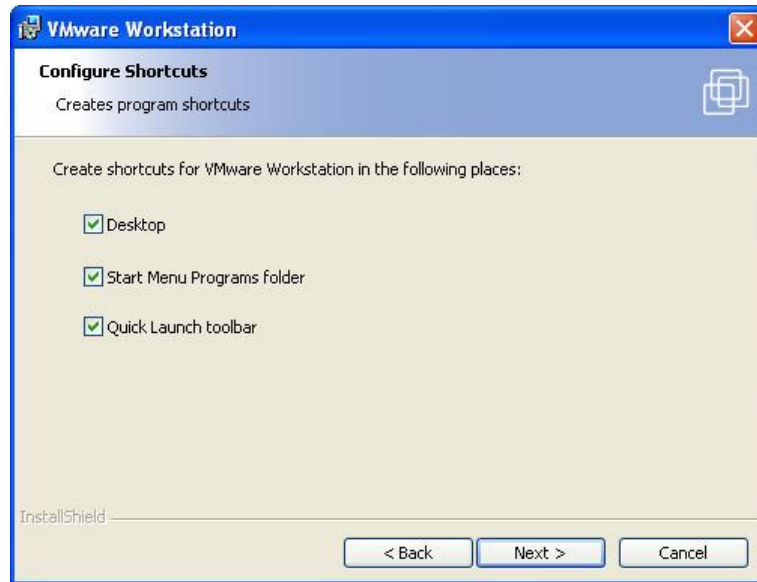 VMware Workstation
Configure Shortcuts
Creates program shortcuts
Create shortcuts for VMware Workstation in the following places:
Desktop
Start Menu Programs folder
Quick Launch toolbar
InstallShield
< Back Next > Cancel